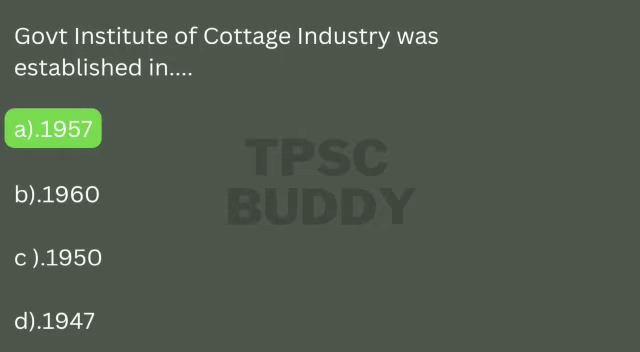 Govt Institute of Cottage Industry was
established in....
a).1957
TPSC
BUDDY
b).1960
c ).1950
d).1947